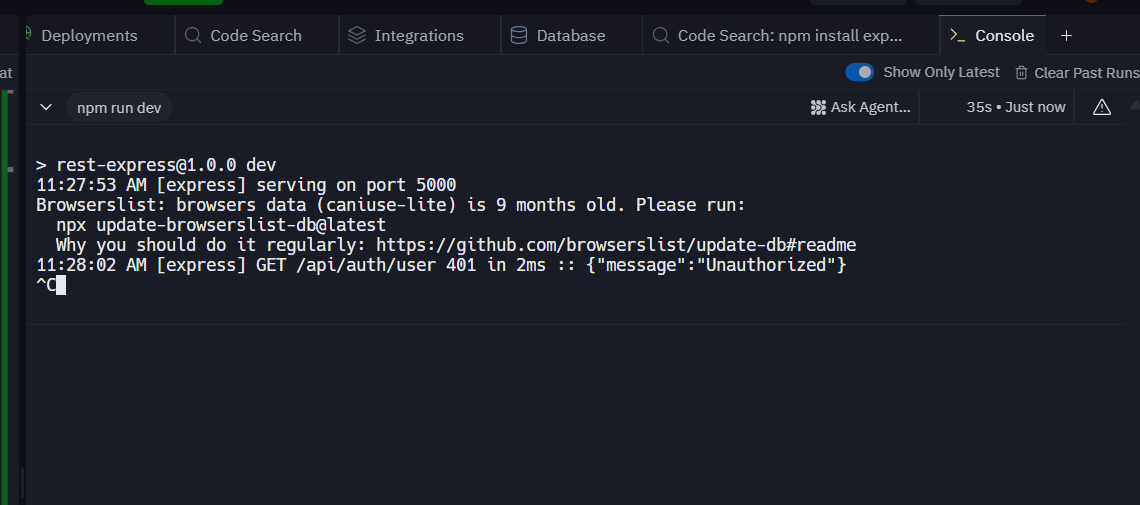 Deployments
Code Search
Integrations
Database
Code Search: npm install exp...
Console
at
Show Only Latest
Clear Past Runs
npm run dev
Ask Agent...
35s • Just now
> rest-express@1.0.0 dev
11:27:53 AM [express] serving on port 5000
Browserslist: browsers data (caniuse-lite) is 9 months old. Please run:
  npx update-browserslist-db@latest
  Why you should do it regularly: https://github.com/browserslist/update-db#readme
11:28:02 AM [express] GET /api/auth/user 401 in 2ms :: {"message":"Unauthorized"}
^C